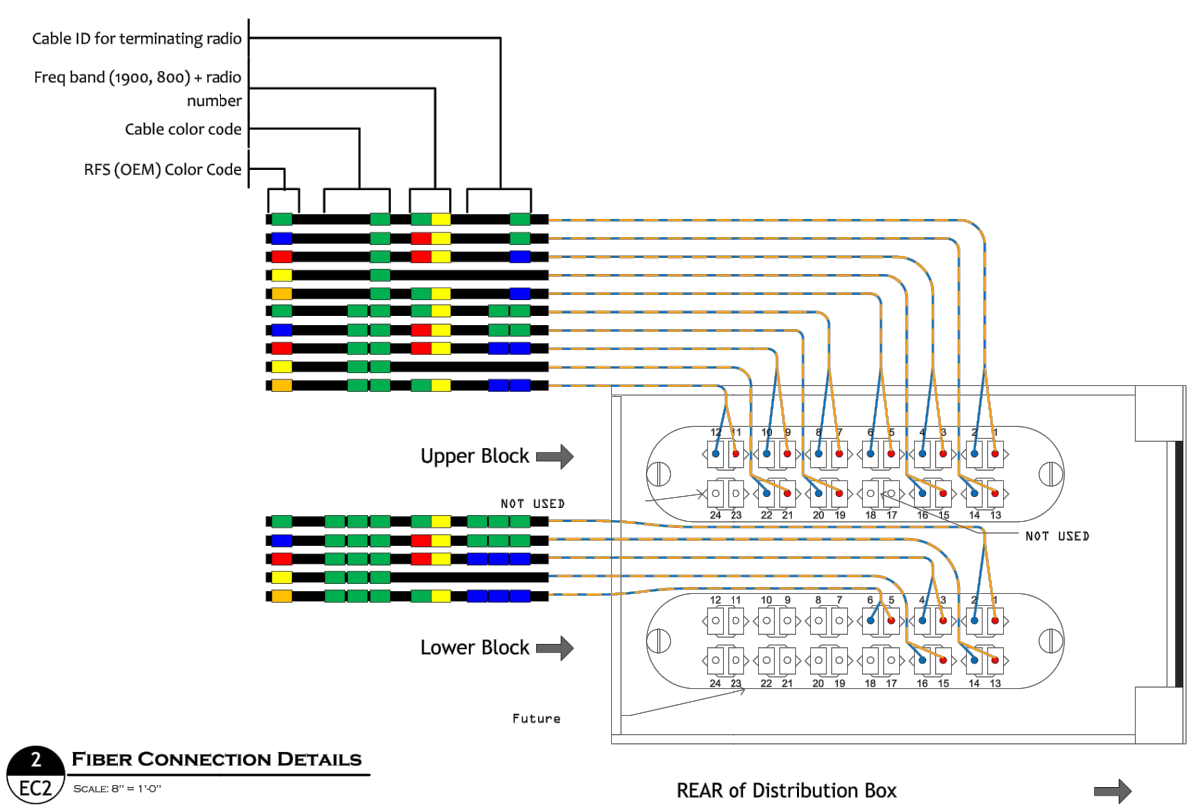 Cable ID for terminating radio
Freq band (1900, 800) + radio
number
Cable color code
RFS (OEM) Color Code
Upper Block
12 11 10 9 8 7 6 5 4 3 2 1
24 23 22 21 20 19 18 17 16 15 14 13
NOT USED
NOT USED
Lower Block
12 11 10 9 8 7 6 5 4 3 2 1
24 23 22 21 20 19 18 17 16 15 14 13
Future
2
EC2
FIBER CONNECTION DETAILS
SCALE: 8" = 1'-0"
REAR of Distribution Box